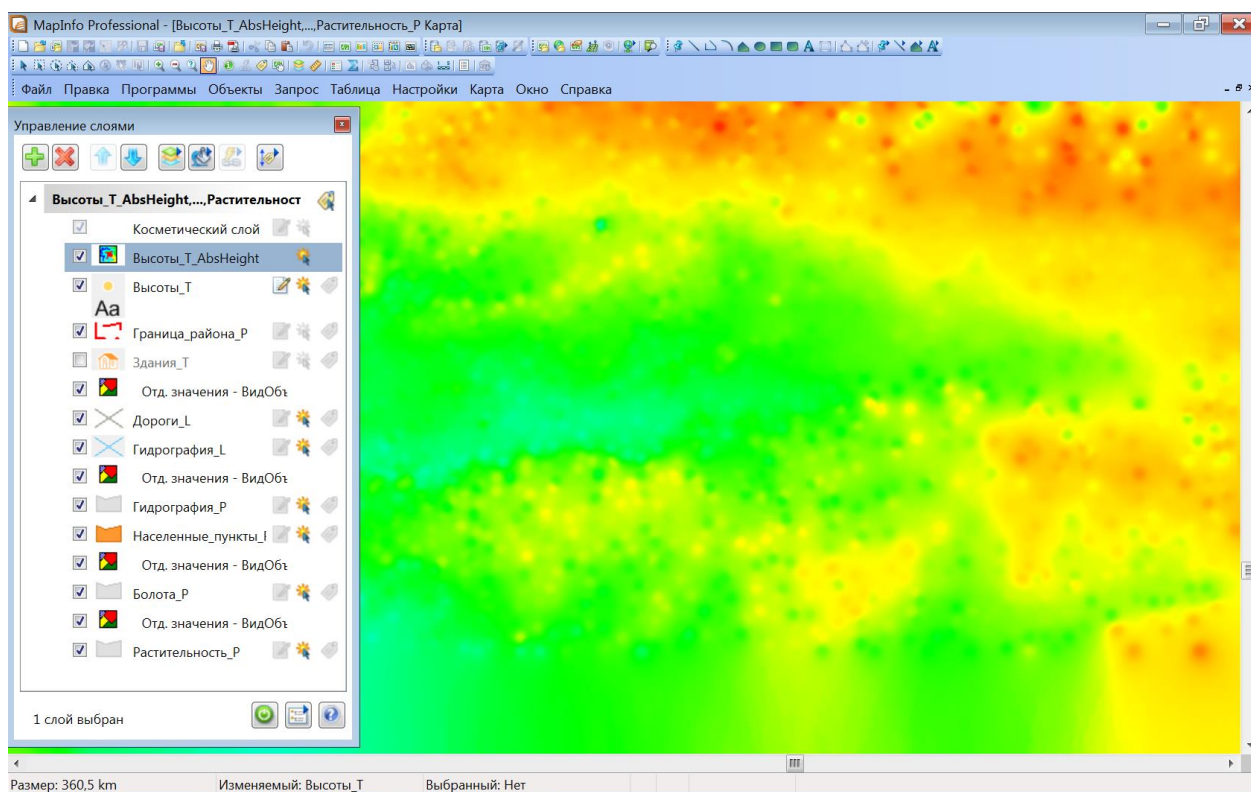 MapInfo Professional - [Высоты_T_AbsHeight,...,Растительность_P Карта]
Файл Правка Программы Объекты Запрос Таблица Настройки Карта Окно Справка
Управление слоями
Высоты_T_AbsHeight,...,Растительност
Косметический слой
Высоты_T_AbsHeight
Высоты_T
Aa
Граница_района_P
Здания_T
Отд. значения - ВидОбъ
Дороги_L
Гидрография_L
Отд. значения - ВидОбъ
Гидрография_P
Населенные_пункты_P
Отд. значения - ВидОбъ
Болота_P
Отд. значения - ВидОбъ
Растительность_P
1 слой выбран
Размер: 360,5 km Изменяемый: Высоты_T Выбранный: Нет